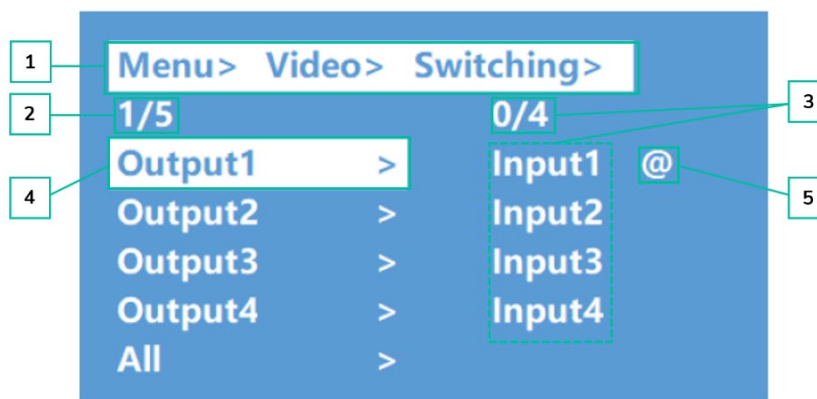 1
Menu> Video> Switching>
2
1/5 0/4
3
4
Output1 > Input1 @
5
Output2 > Input2
Output3 > Input3
Output4 > Input4
All >